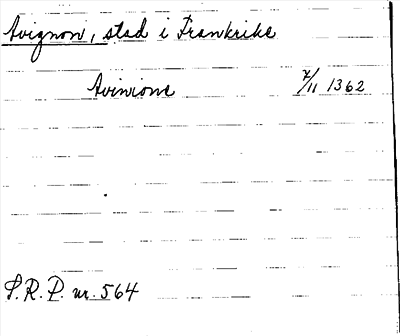 Avignon, stad i Frankrike
Avinione 7/11 1362
S.R.P. nr. 564